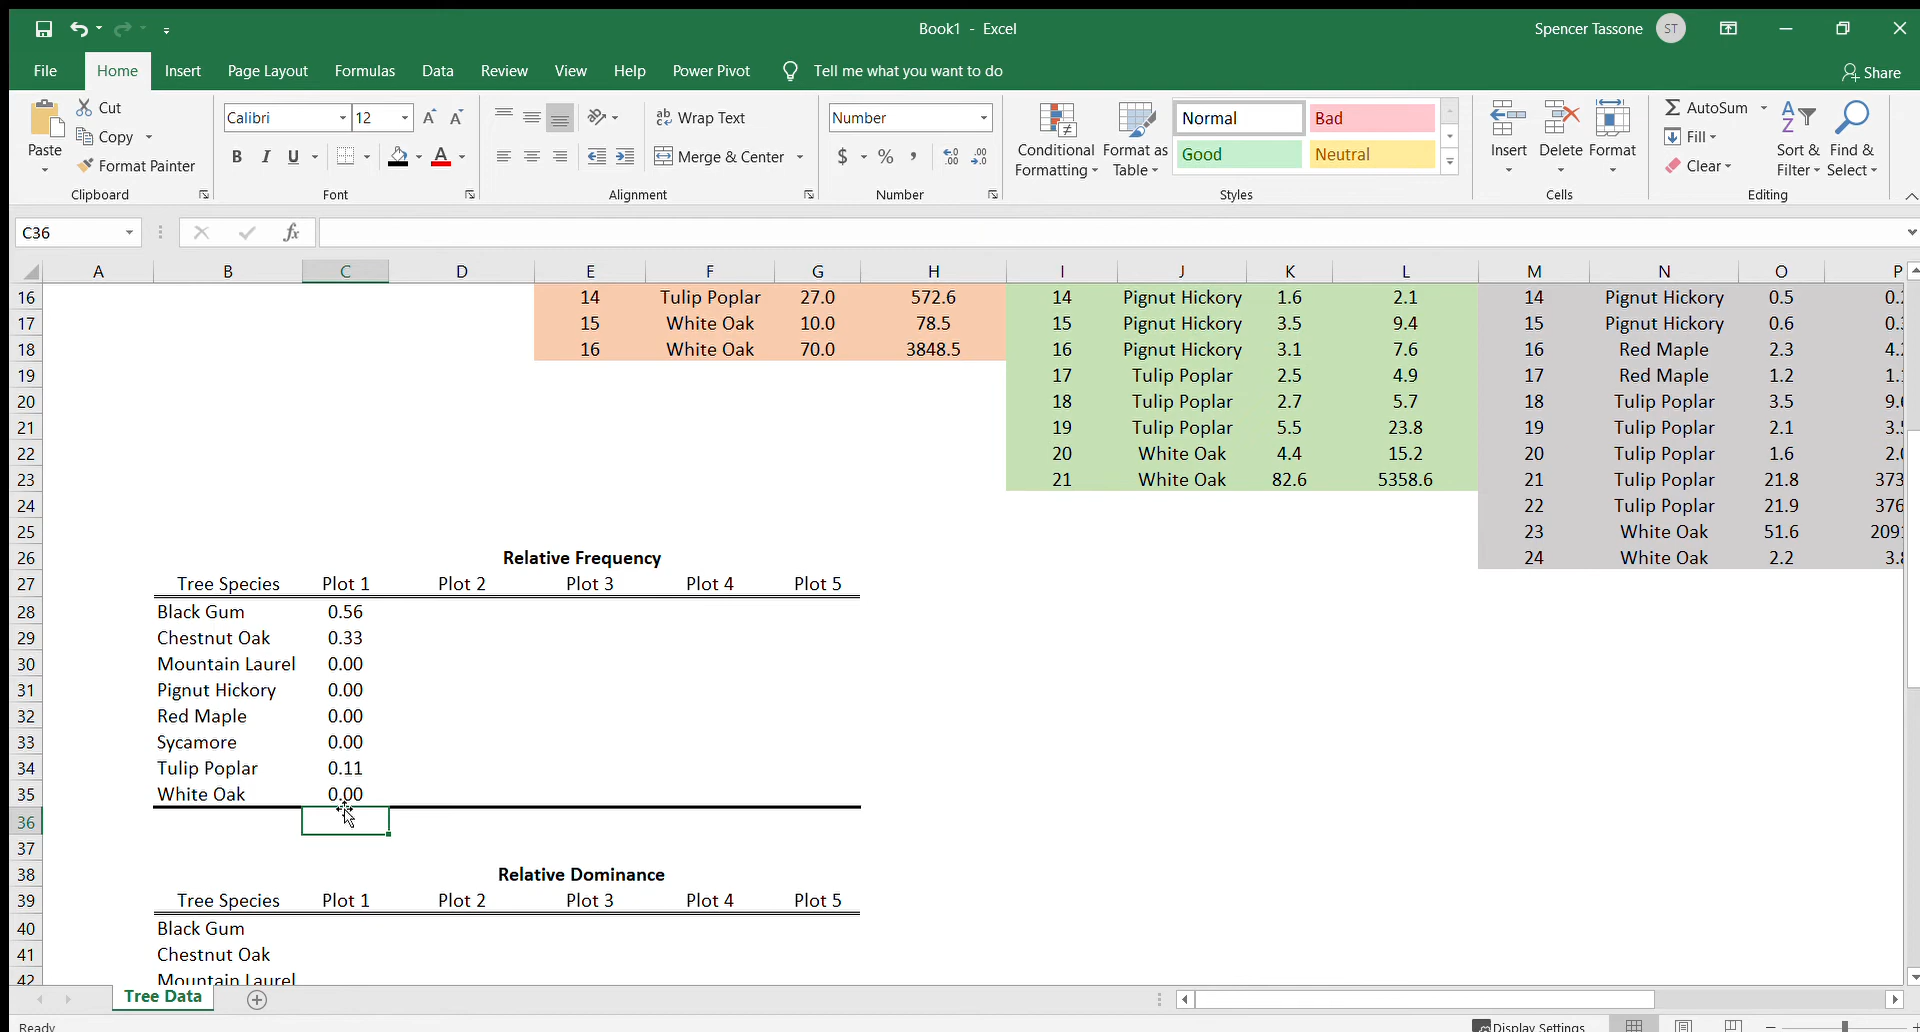 Book1 - Excel
Spencer Tassone ST
File Home Insert Page Layout Formulas Data Review View Help Power Pivot Tell me what you want to do Share
Paste Cut Copy Format Painter Clipboard
Calibri 12 B I U A Font
ab Wrap Text Merge & Center Alignment
Number $ % , Number
Conditional Formatting Format as Table Normal Bad Good Neutral Styles
Insert Delete Format Cells
AutoSum Fill Clear Sort & Filter Find & Select Editing
C36 fx
A B C D E F G H I J K L M N O P
16 14 Tulip Poplar 27.0 572.6 14 Pignut Hickory 1.6 2.1 14 Pignut Hickory 0.5
17 15 White Oak 10.0 78.5 15 Pignut Hickory 3.5 9.4 15 Pignut Hickory 0.6
18 16 White Oak 70.0 3848.5 16 Pignut Hickory 3.1 7.6 16 Red Maple 2.3
19 17 Tulip Poplar 2.5 4.9 17 Red Maple 1.2
20 18 Tulip Poplar 2.7 5.7 18 Tulip Poplar 3.5
21 19 Tulip Poplar 5.5 23.8 19 Tulip Poplar 2.1
22 20 White Oak 4.4 15.2 20 Tulip Poplar 1.6
23 21 White Oak 82.6 5358.6 21 Tulip Poplar 21.8 373
24 22 Tulip Poplar 21.9 376
25 23 White Oak 51.6 209
26 Relative Frequency 24 White Oak 2.2
27 Tree Species Plot 1 Plot 2 Plot 3 Plot 4 Plot 5
28 Black Gum 0.56
29 Chestnut Oak 0.33
30 Mountain Laurel 0.00
31 Pignut Hickory 0.00
32 Red Maple 0.00
33 Sycamore 0.00
34 Tulip Poplar 0.11
35 White Oak 0.00
36
37
38 Relative Dominance
39 Tree Species Plot 1 Plot 2 Plot 3 Plot 4 Plot 5
40 Black Gum
41 Chestnut Oak
42 Mountain Laurel
Tree Data
Ready Display Settings